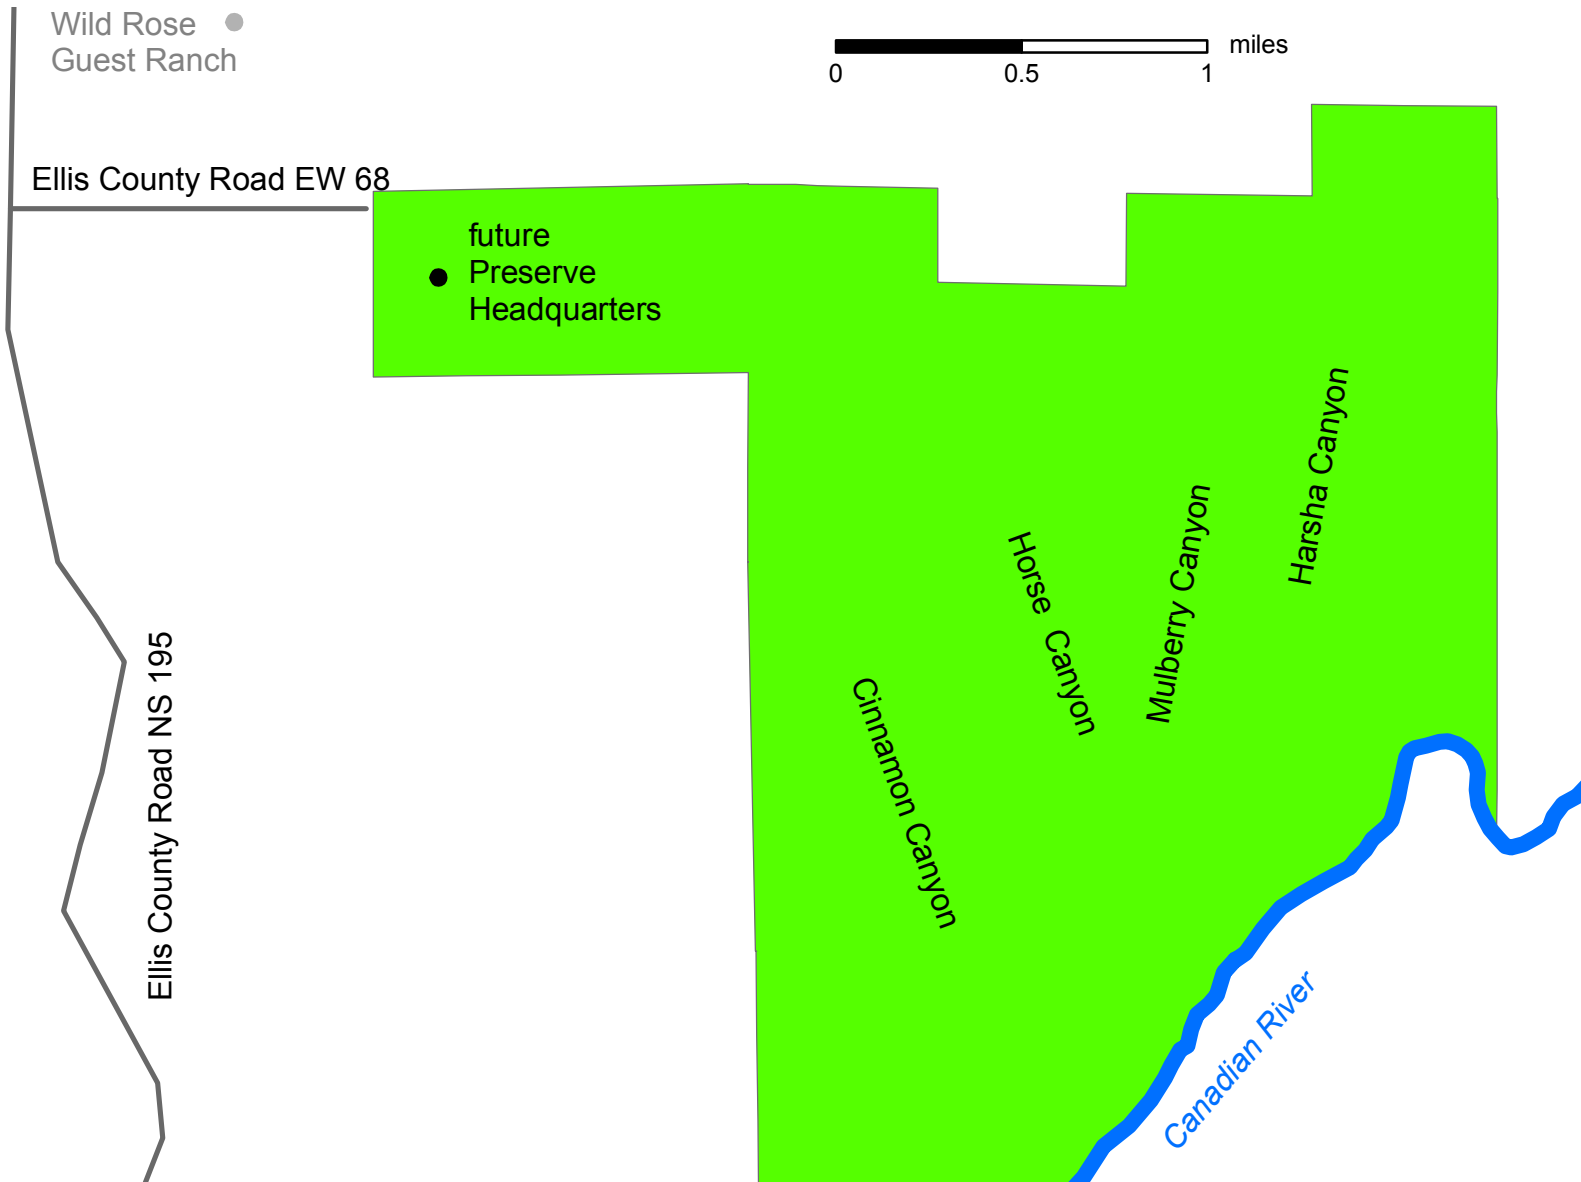 Wild Rose
Guest Ranch
miles
0 0.5 1
Ellis County Road EW 68
future
Preserve
Headquarters
Harsha Canyon
Mulberry Canyon
Horse Canyon
Cinnamon Canyon
Ellis County Road NS 195
Canadian River